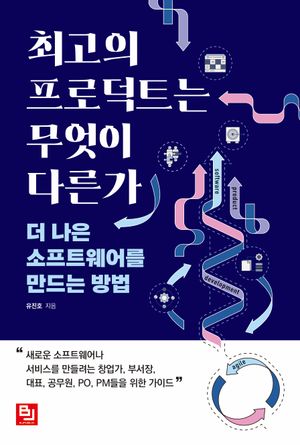 최고의
프로덕트는
무엇이
다른가
더 나은
소프트웨어를
만드는 방법
유진호 지음
software
product
development
agile
“ 새로운 소프트웨어나
서비스를 만들려는 창업가, 부서장,
대표, 공무원, PO, PM들을 위한 가이드 ”
BJ